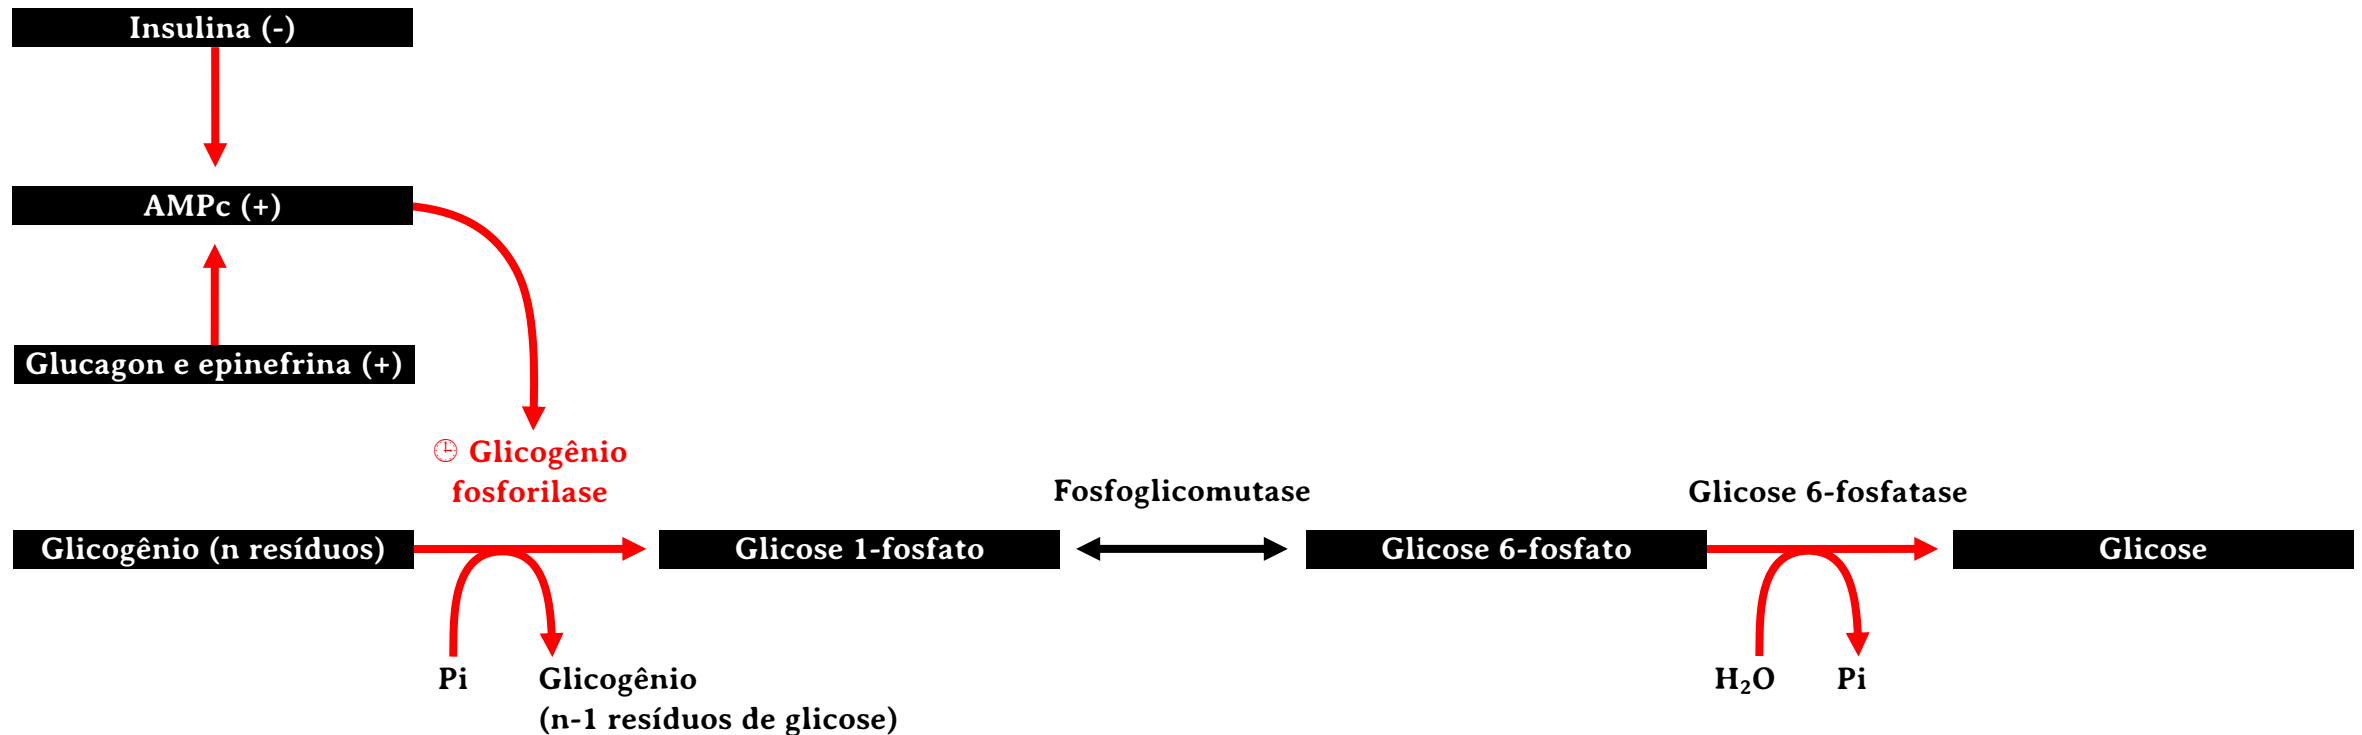 Insulina (-)
AMPc (+)
Glucagon e epinefrina (+)
🕒 Glicogênio
fosforilase
Fosfoglicomutase
Glicose 6-fosfatase
Glicogênio (n resíduos)
Glicose 1-fosfato
Glicose 6-fosfato
Glicose
Pi
Glicogênio
(n-1 resíduos de glicose)
H₂O
Pi